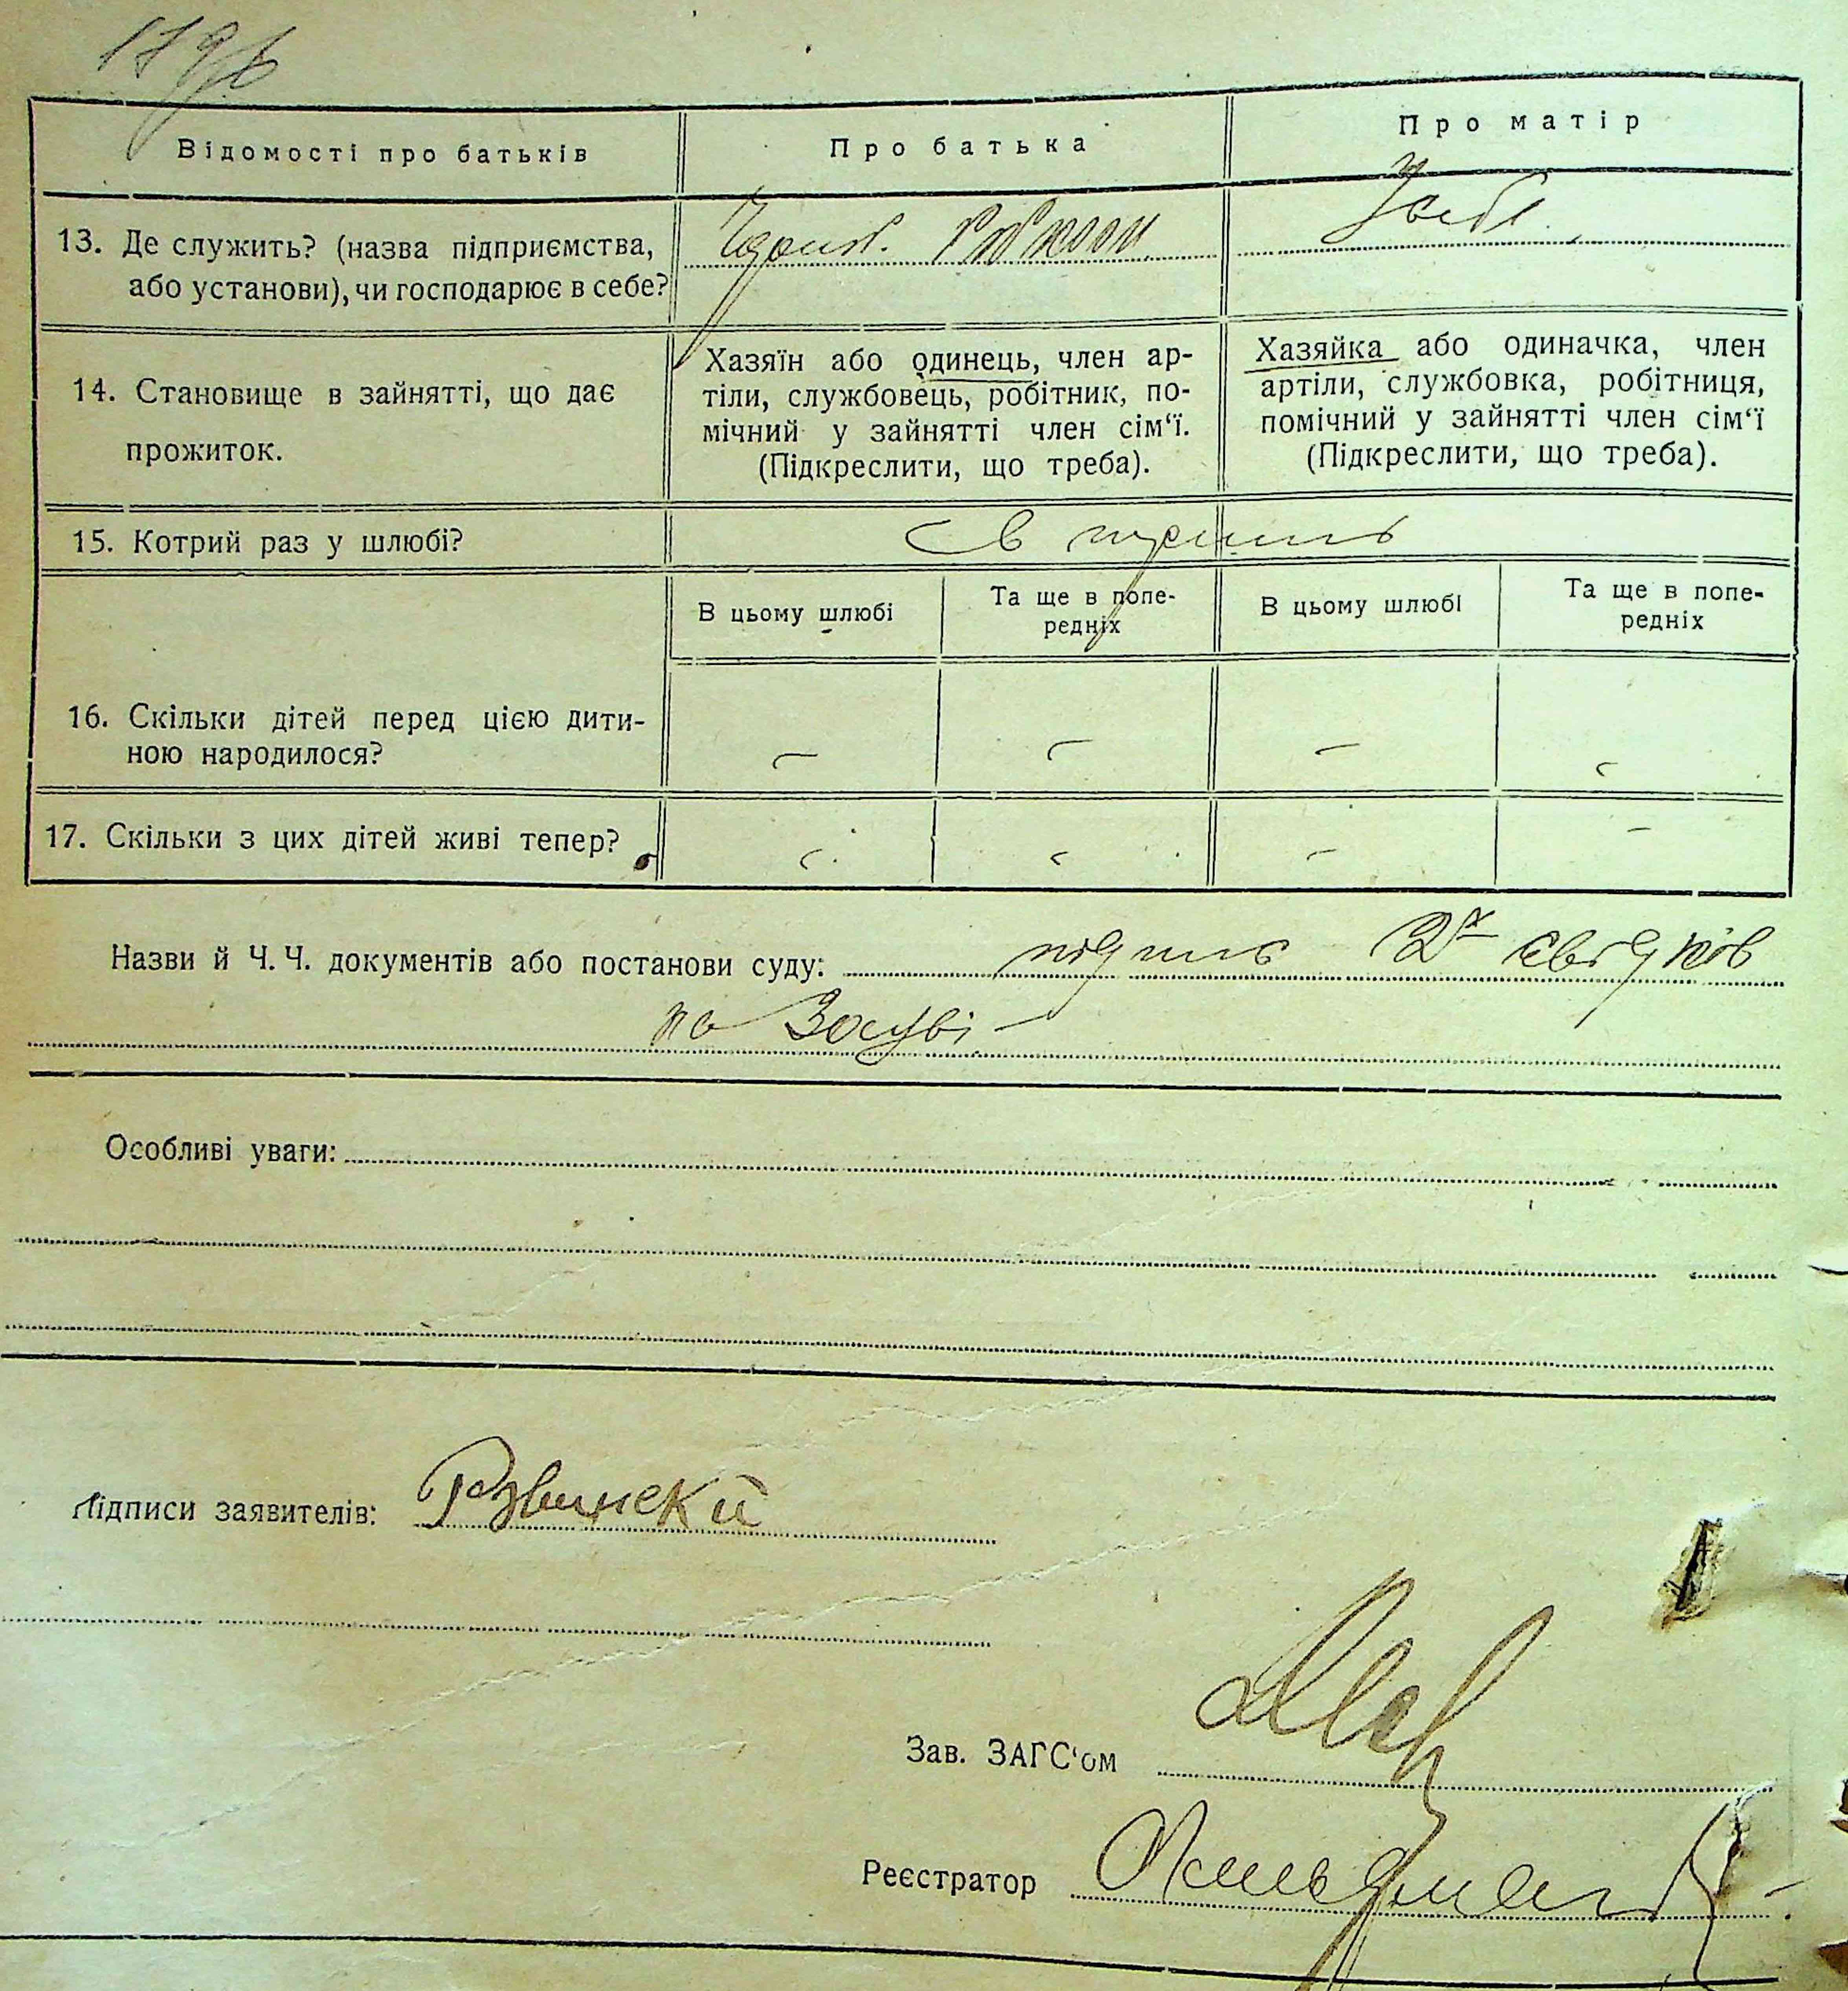 Відомості про батьків
Про батька
Про матір
13. Де служить? (назва підприємства,
або установи), чи господарює в себе?
14. Становище в зайнятті, що дає
прожиток.
Хазяїн або одинець, член ар-
тіли, службовець, робітник, по-
мічний у зайнятті член сім‘ї.
(Підкреслити, що треба).
Хазяйка або одиначка, член
артіли, службовка, робітниця,
помічний у зайнятті член сім‘ї
(Підкреслити, що треба).
15. Котрий раз у шлюбі?
В цьому шлюбі
Та ще в попе-
редніх
В цьому шлюбі
Та ще в попе-
редніх
16. Скільки дітей перед цією дити-
ною народилося?
– – – –
17. Скільки з цих дітей живі тепер?
– – – –
Назви й Ч. Ч. документів або постанови суду: підпис 2х свідків
на
Особливі уваги:
Підписи заявителів:
Зав. ЗАГС‘ом
Реєстратор